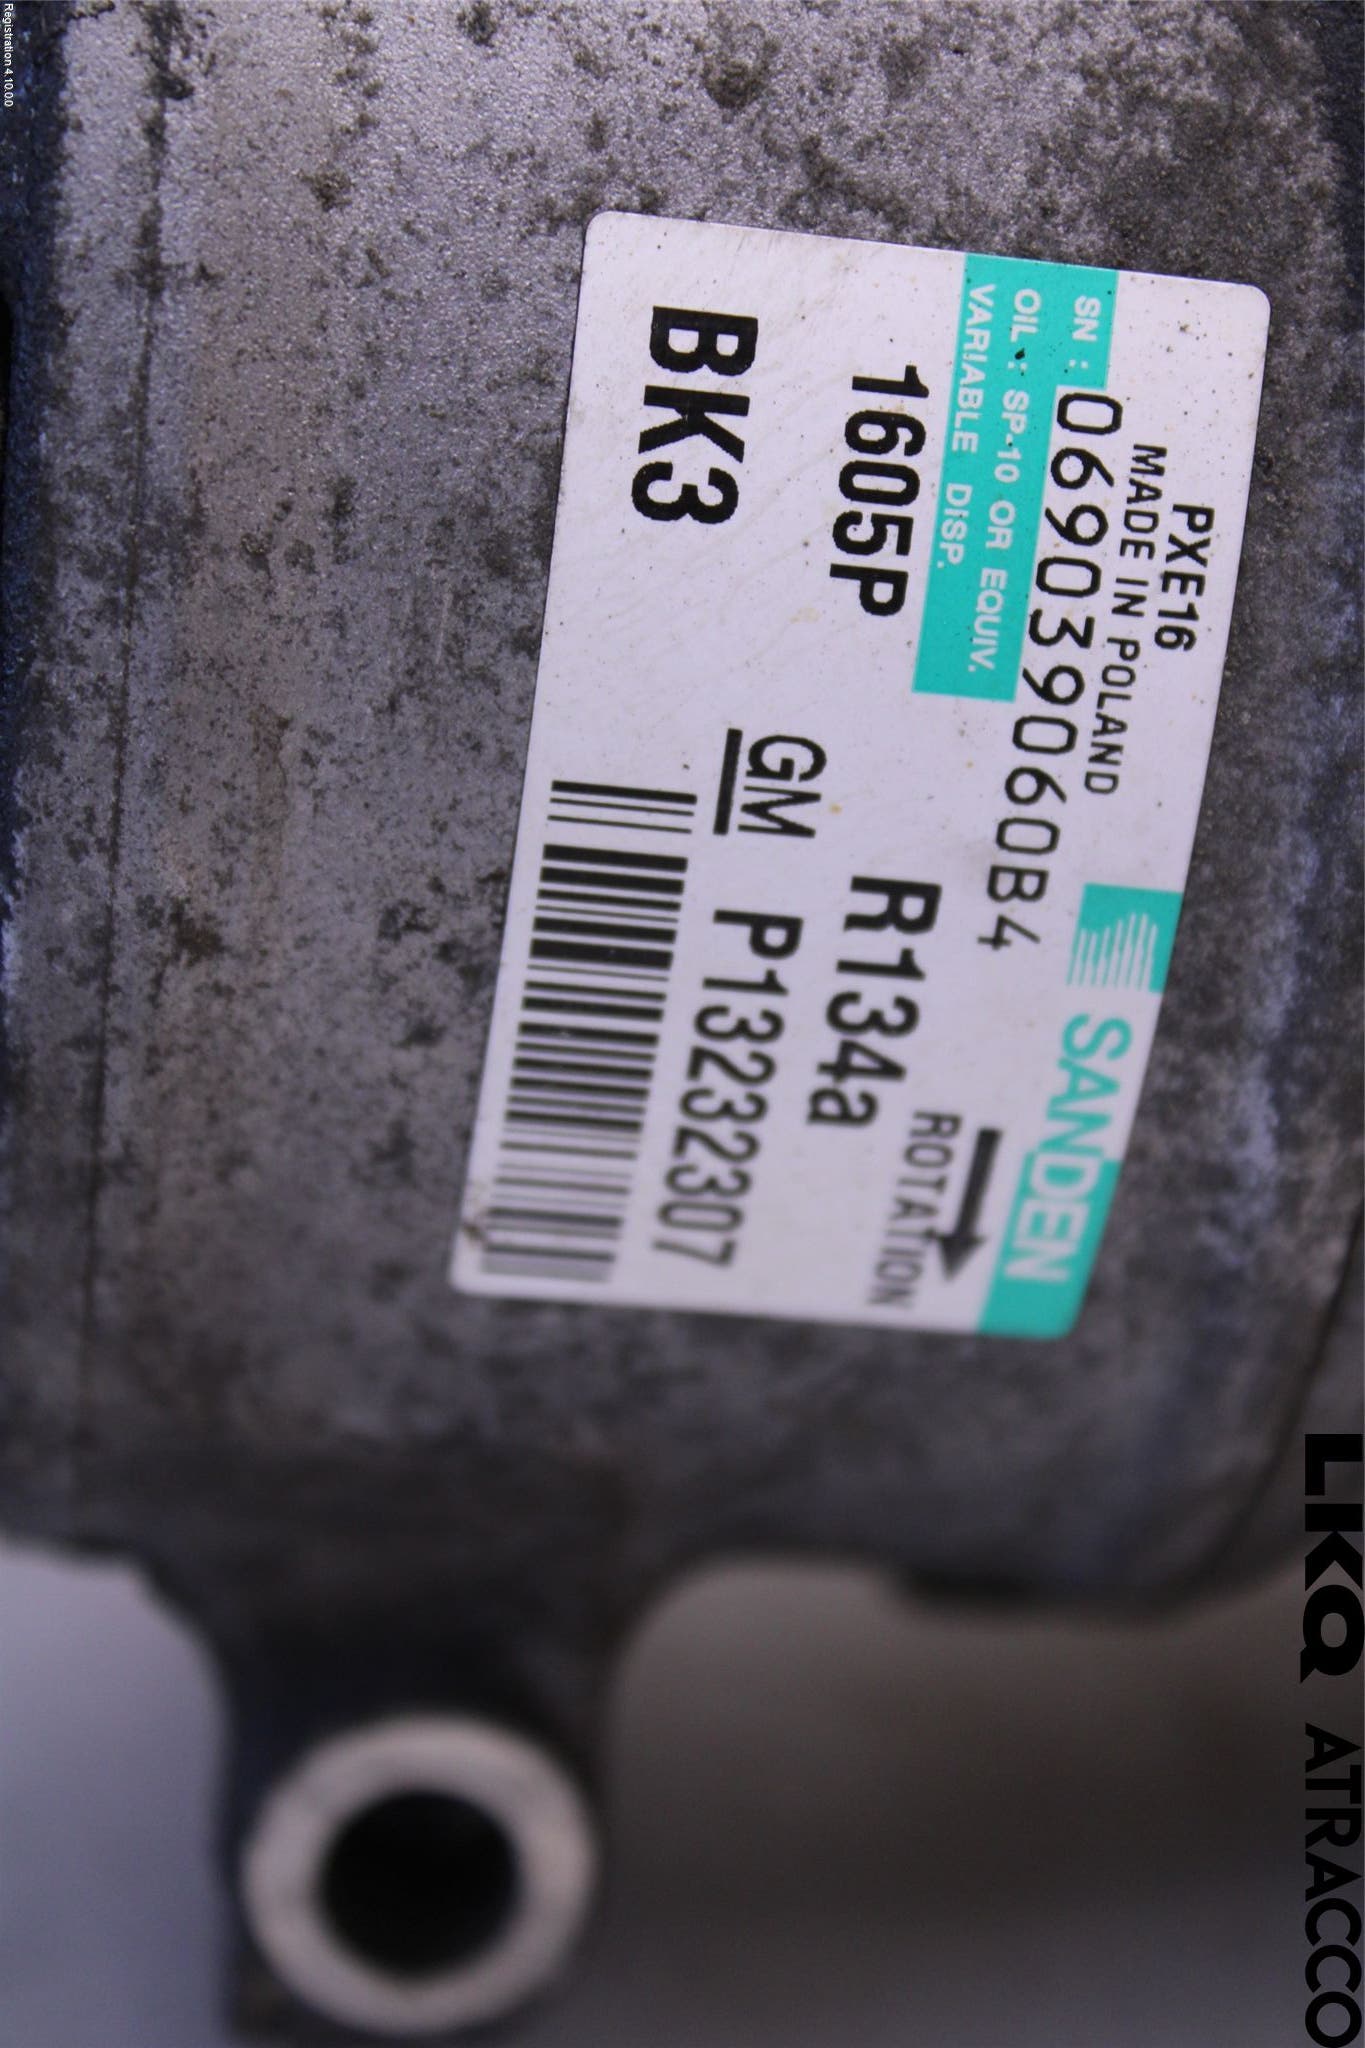 PXE16
MADE IN POLAND
SANDEN
SN : 069039060B4
OIL : SP-10 OR EQUIV.
VARIABLE DISP.
ROTATION
1605P R134a
BK3 GM P13232307
LKQ ATRACCO
Registration 4.10.0.0